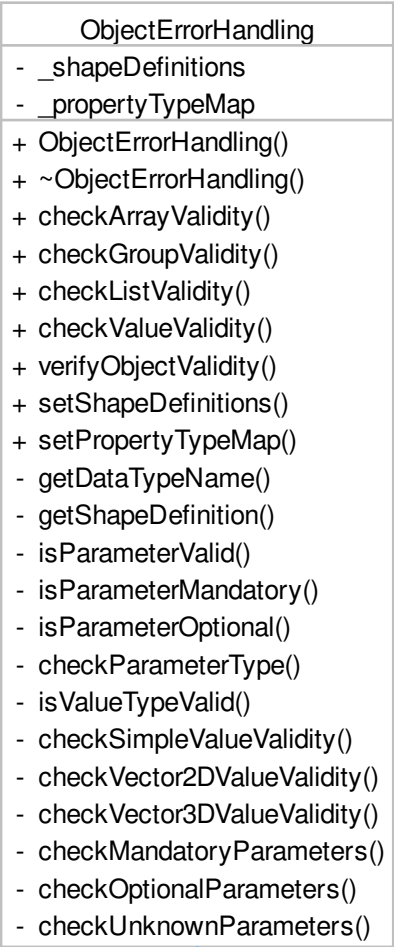 ObjectErrorHandling
- _shapeDefinitions
- _propertyTypeMap
+ ObjectErrorHandling()
+ ~ObjectErrorHandling()
+ checkArrayValidity()
+ checkGroupValidity()
+ checkListValidity()
+ checkValueValidity()
+ verifyObjectValidity()
+ setShapeDefinitions()
+ setPropertyTypeMap()
- getDataTypeName()
- getShapeDefinition()
- isParameterValid()
- isParameterMandatory()
- isParameterOptional()
- checkParameterType()
- isValueTypeValid()
- checkSimpleValueValidity()
- checkVector2DValueValidity()
- checkVector3DValueValidity()
- checkMandatoryParameters()
- checkOptionalParameters()
- checkUnknownParameters()